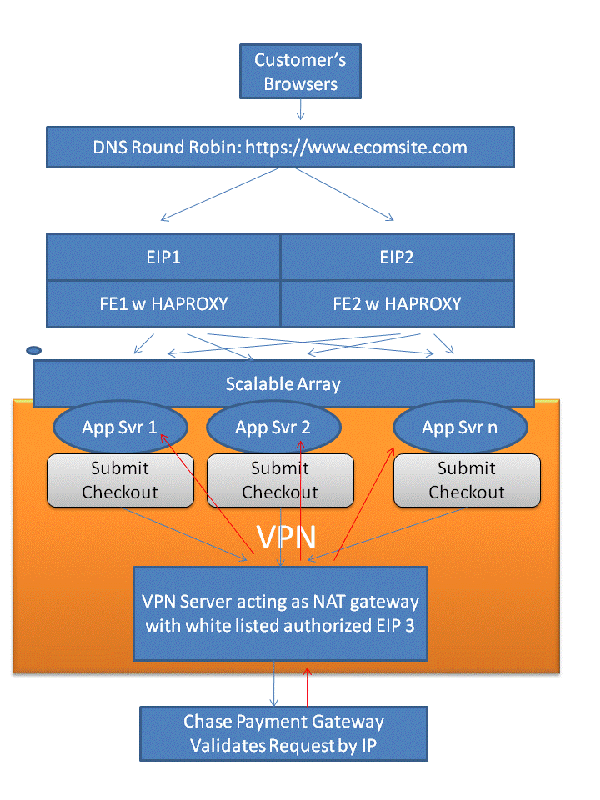 Customer's
Browsers
DNS Round Robin: https://www.ecomsite.com
EIP1
EIP2
FE1 w HAPROXY
FE2 w HAPROXY
Scalable Array
App Svr 1
App Svr 2
App Svr n
Submit
Checkout
Submit
Checkout
Submit
Checkout
VPN
VPN Server acting as NAT gateway
with white listed authorized EIP 3
Chase Payment Gateway
Validates Request by IP